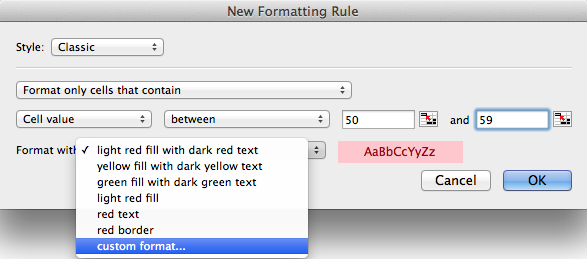 New Formatting Rule
Style: Classic
Format only cells that contain
Cell value between 50 and 59
Format with ✓ light red fill with dark red text AaBbCcYyZz
yellow fill with dark yellow text
green fill with dark green text
light red fill
red text
red border
custom format...
Cancel OK